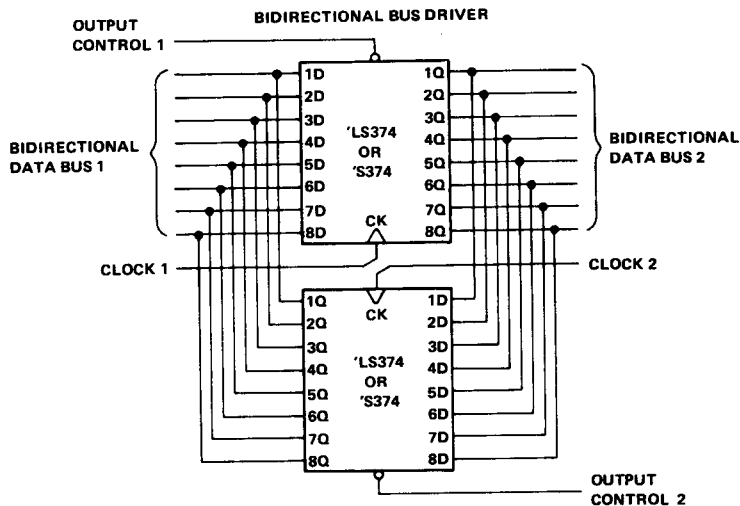 BIDIRECTIONAL BUS DRIVER
OUTPUT
CONTROL 1
BIDIRECTIONAL
DATA BUS 1
1D
2D
3D
4D
5D
6D
7D
8D
'LS374
OR
'S374
CK
1Q
2Q
3Q
4Q
5Q
6Q
7Q
8Q
BIDIRECTIONAL
DATA BUS 2
CLOCK 1
CLOCK 2
1Q
2Q
3Q
4Q
5Q
6Q
7Q
8Q
CK
'LS374
OR
'S374
1D
2D
3D
4D
5D
6D
7D
8D
OUTPUT
CONTROL 2